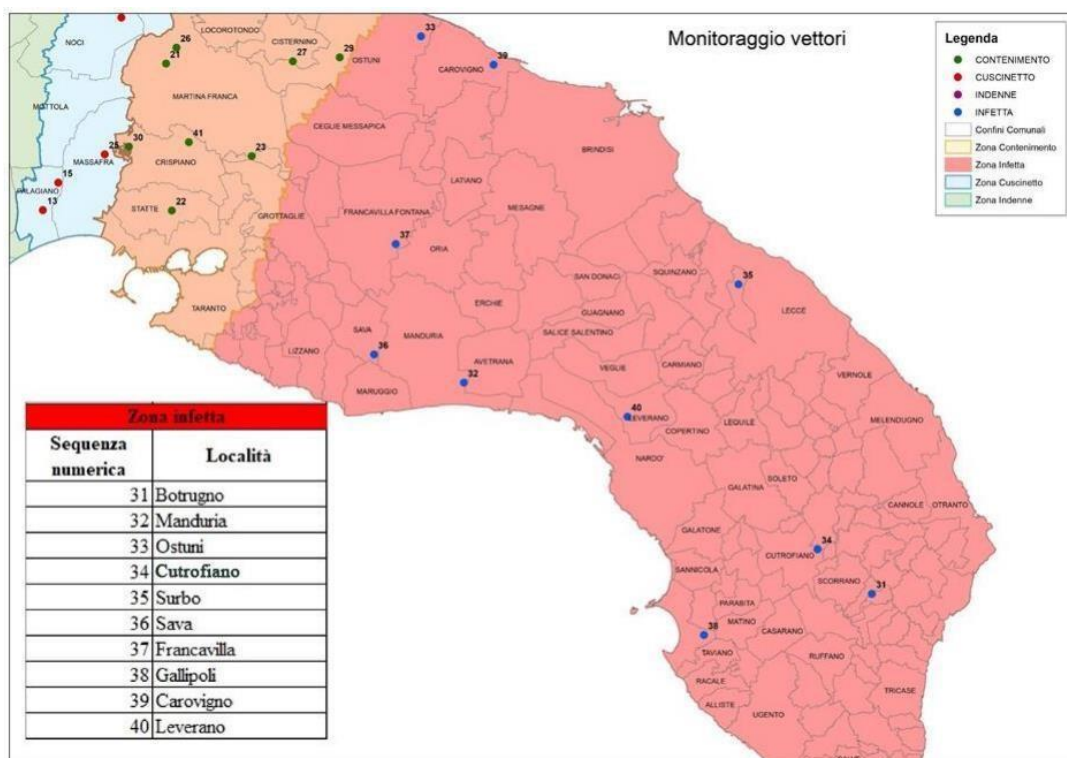 Monitoraggio vettori
Legenda
CONTENIMENTO
CUSCINETTO
INDENNE
INFETTA
Confini Comunali
Zona Contenimento
Zona Infetta
Zona Cuscinetto
Zona Indenne
33
LOCOROTONDO
CISTERNINO
26
NOCI
29
27
OSTUNI
39
21
CAROVIGNO
MARTINA FRANCA
MOTTOLA
CEGLIE MESSAPICA
30
41
25
BRINDISI
MASSAFRA
23
CRISPIANO
15
LATIANO
PALAGIANO
13
STATTE
22
FRANCAVILLA FONTANA
MESAGNE
GROTTAGLIE
37
ORIA
SAN DONACI
SQUINZANO
35
TARANTO
ERCHIE
LECCE
GUAGNANO
SAVA
MANDURIA
SALICE SALENTINO
LIZZANO
36
AVETRANA
VEGLIE
CARMIANO
32
VERNOLE
MARUGGIO
40
LEVERANO
LEQUILE
MELENDUGNO
COPERTINO
NARDO'
SOLETO
GALATINA
CANNOLE
OTRANTO
GALATONE
34
CUTROFIANO
SANNICOLA
SCORRANO
31
PARABITA
MATINO
38
CASARANO
TAVIANO
RUFFANO
RACALE
TRICASE
ALLISTE
UGENTO
Zona infetta
Sequenza numerica Località
31 Botrugno
32 Manduria
33 Ostuni
34 Cutrofiano
35 Surbo
36 Sava
37 Francavilla
38 Gallipoli
39 Carovigno
40 Leverano